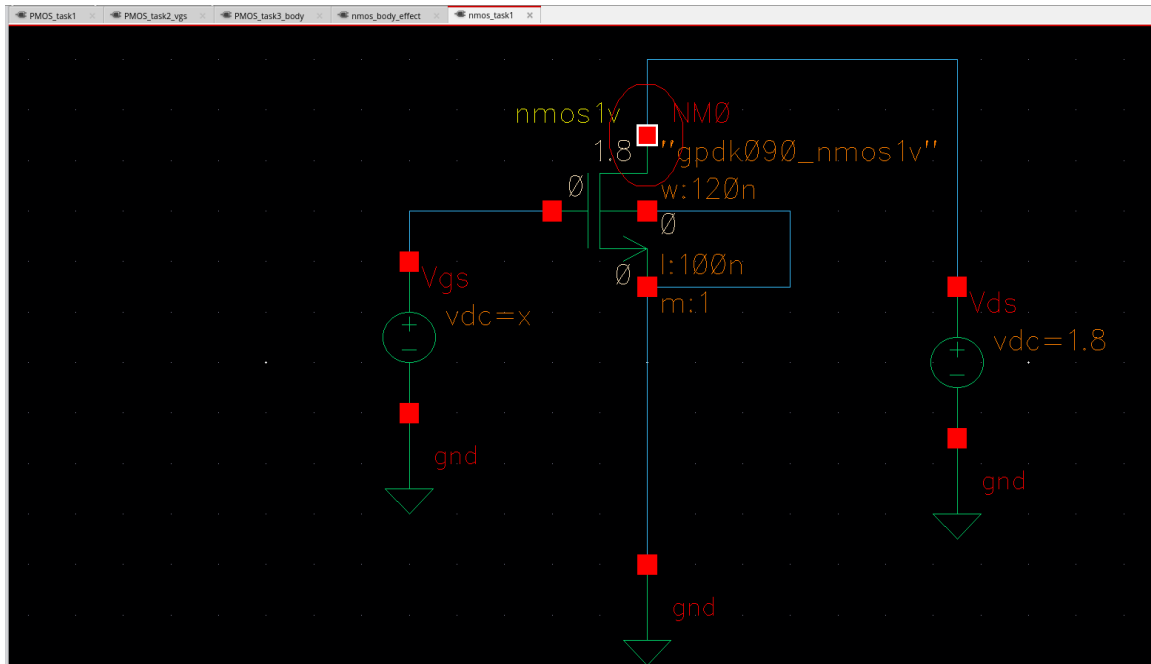 PMOS_task1 PMOS_task2_vgs PMOS_task3_body nmos_body_effect nmos_task1
nmos1v NM0
1.8 "gpdk090_nmos1v"
0 w:120n
0
0 l:100n
Vgs m:1 Vds
vdc=x vdc=1.8
gnd gnd
gnd